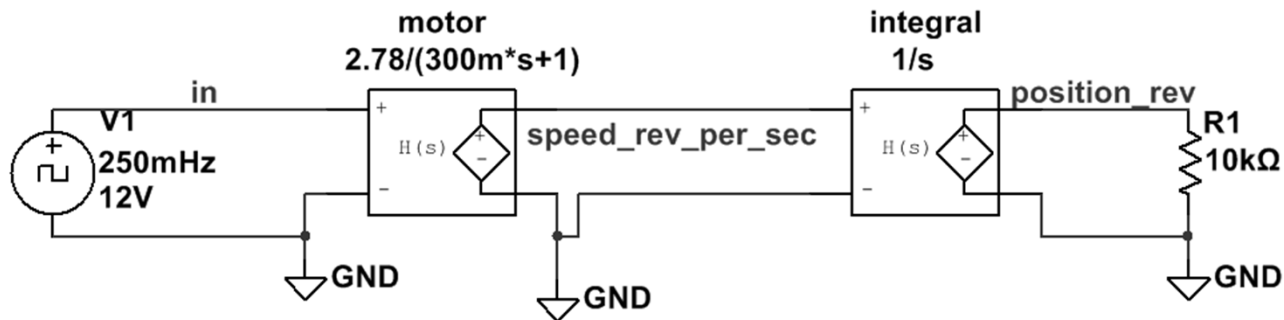 motor
2.78/(300m*s+1)
integral
1/s
in
position_rev
V1
250mHz
12V
+
-
H(s)
+
-
+
-
speed_rev_per_sec
+
-
H(s)
+
-
R1
10kΩ
GND
GND
GND